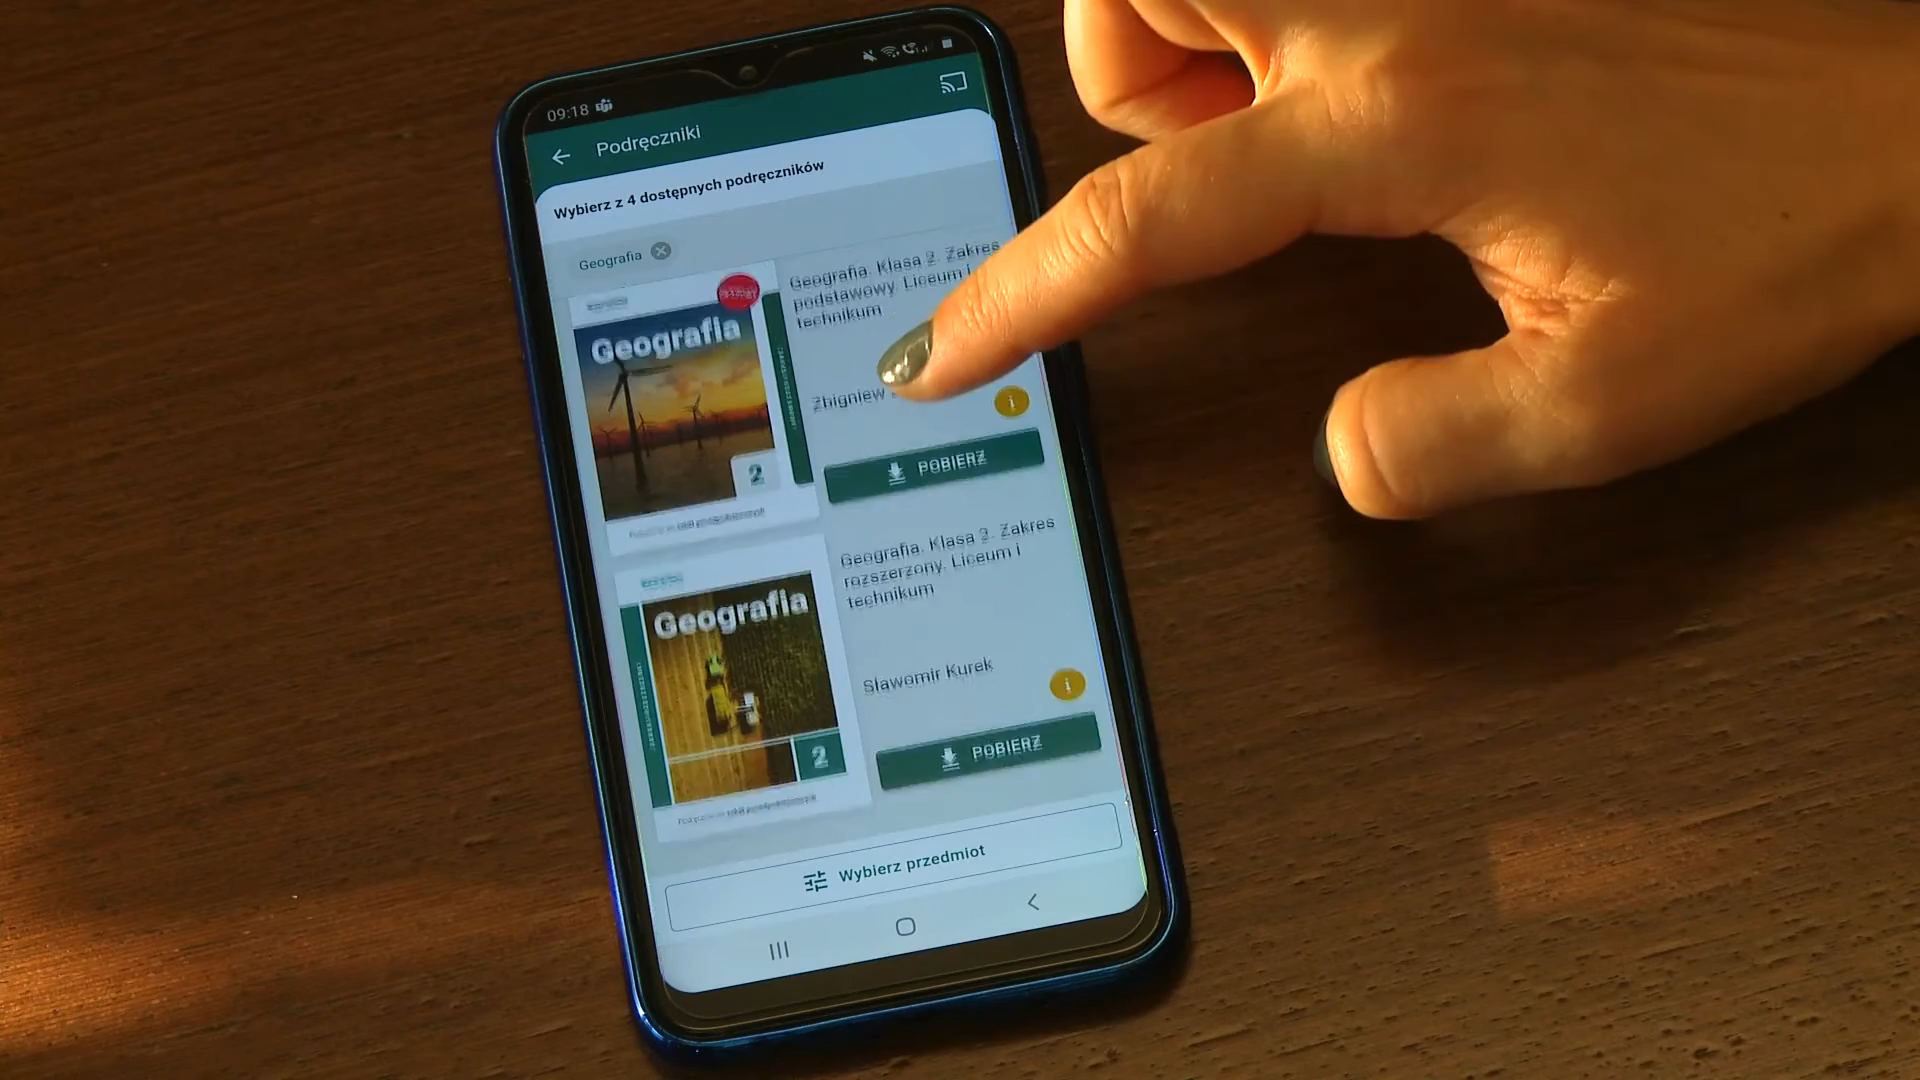 09:18
Podręczniki
Wybierz z 4 dostępnych podręczników
Geografia
Geografia. Klasa 2. Zakres
podstawowy. Liceum i
technikum
Geografia
Zbigniew
2
POBIERZ
Geografia. Klasa 2. Zakres
rozszerzony. Liceum i
technikum
Geografia
Sławomir Kurek
2
POBIERZ
Wybierz przedmiot